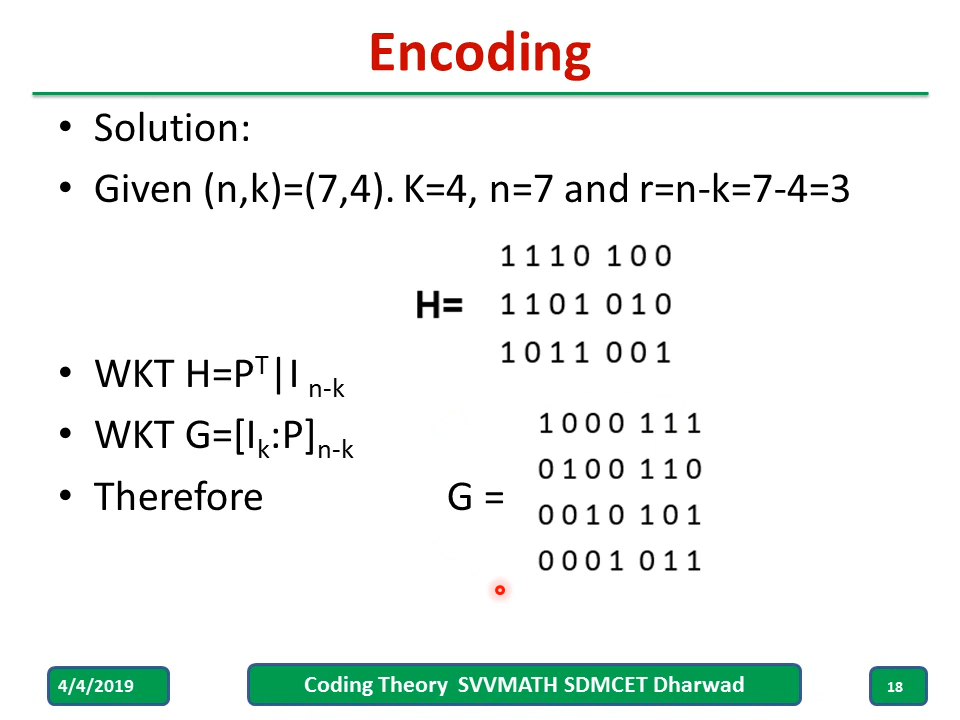 Encoding
• Solution:
• Given (n,k)=(7,4). K=4, n=7 and r=n-k=7-4=3
1 1 1 0 1 0 0
H= 1 1 0 1 0 1 0
1 0 1 1 0 0 1
• WKT H=Pᵀ|I n-k
• WKT G=[Ik:P]n-k
1 0 0 0 1 1 1
0 1 0 0 1 1 0
• Therefore G =
0 0 1 0 1 0 1
0 0 0 1 0 1 1
4/4/2019
Coding Theory SVVMATH SDMCET Dharwad
18